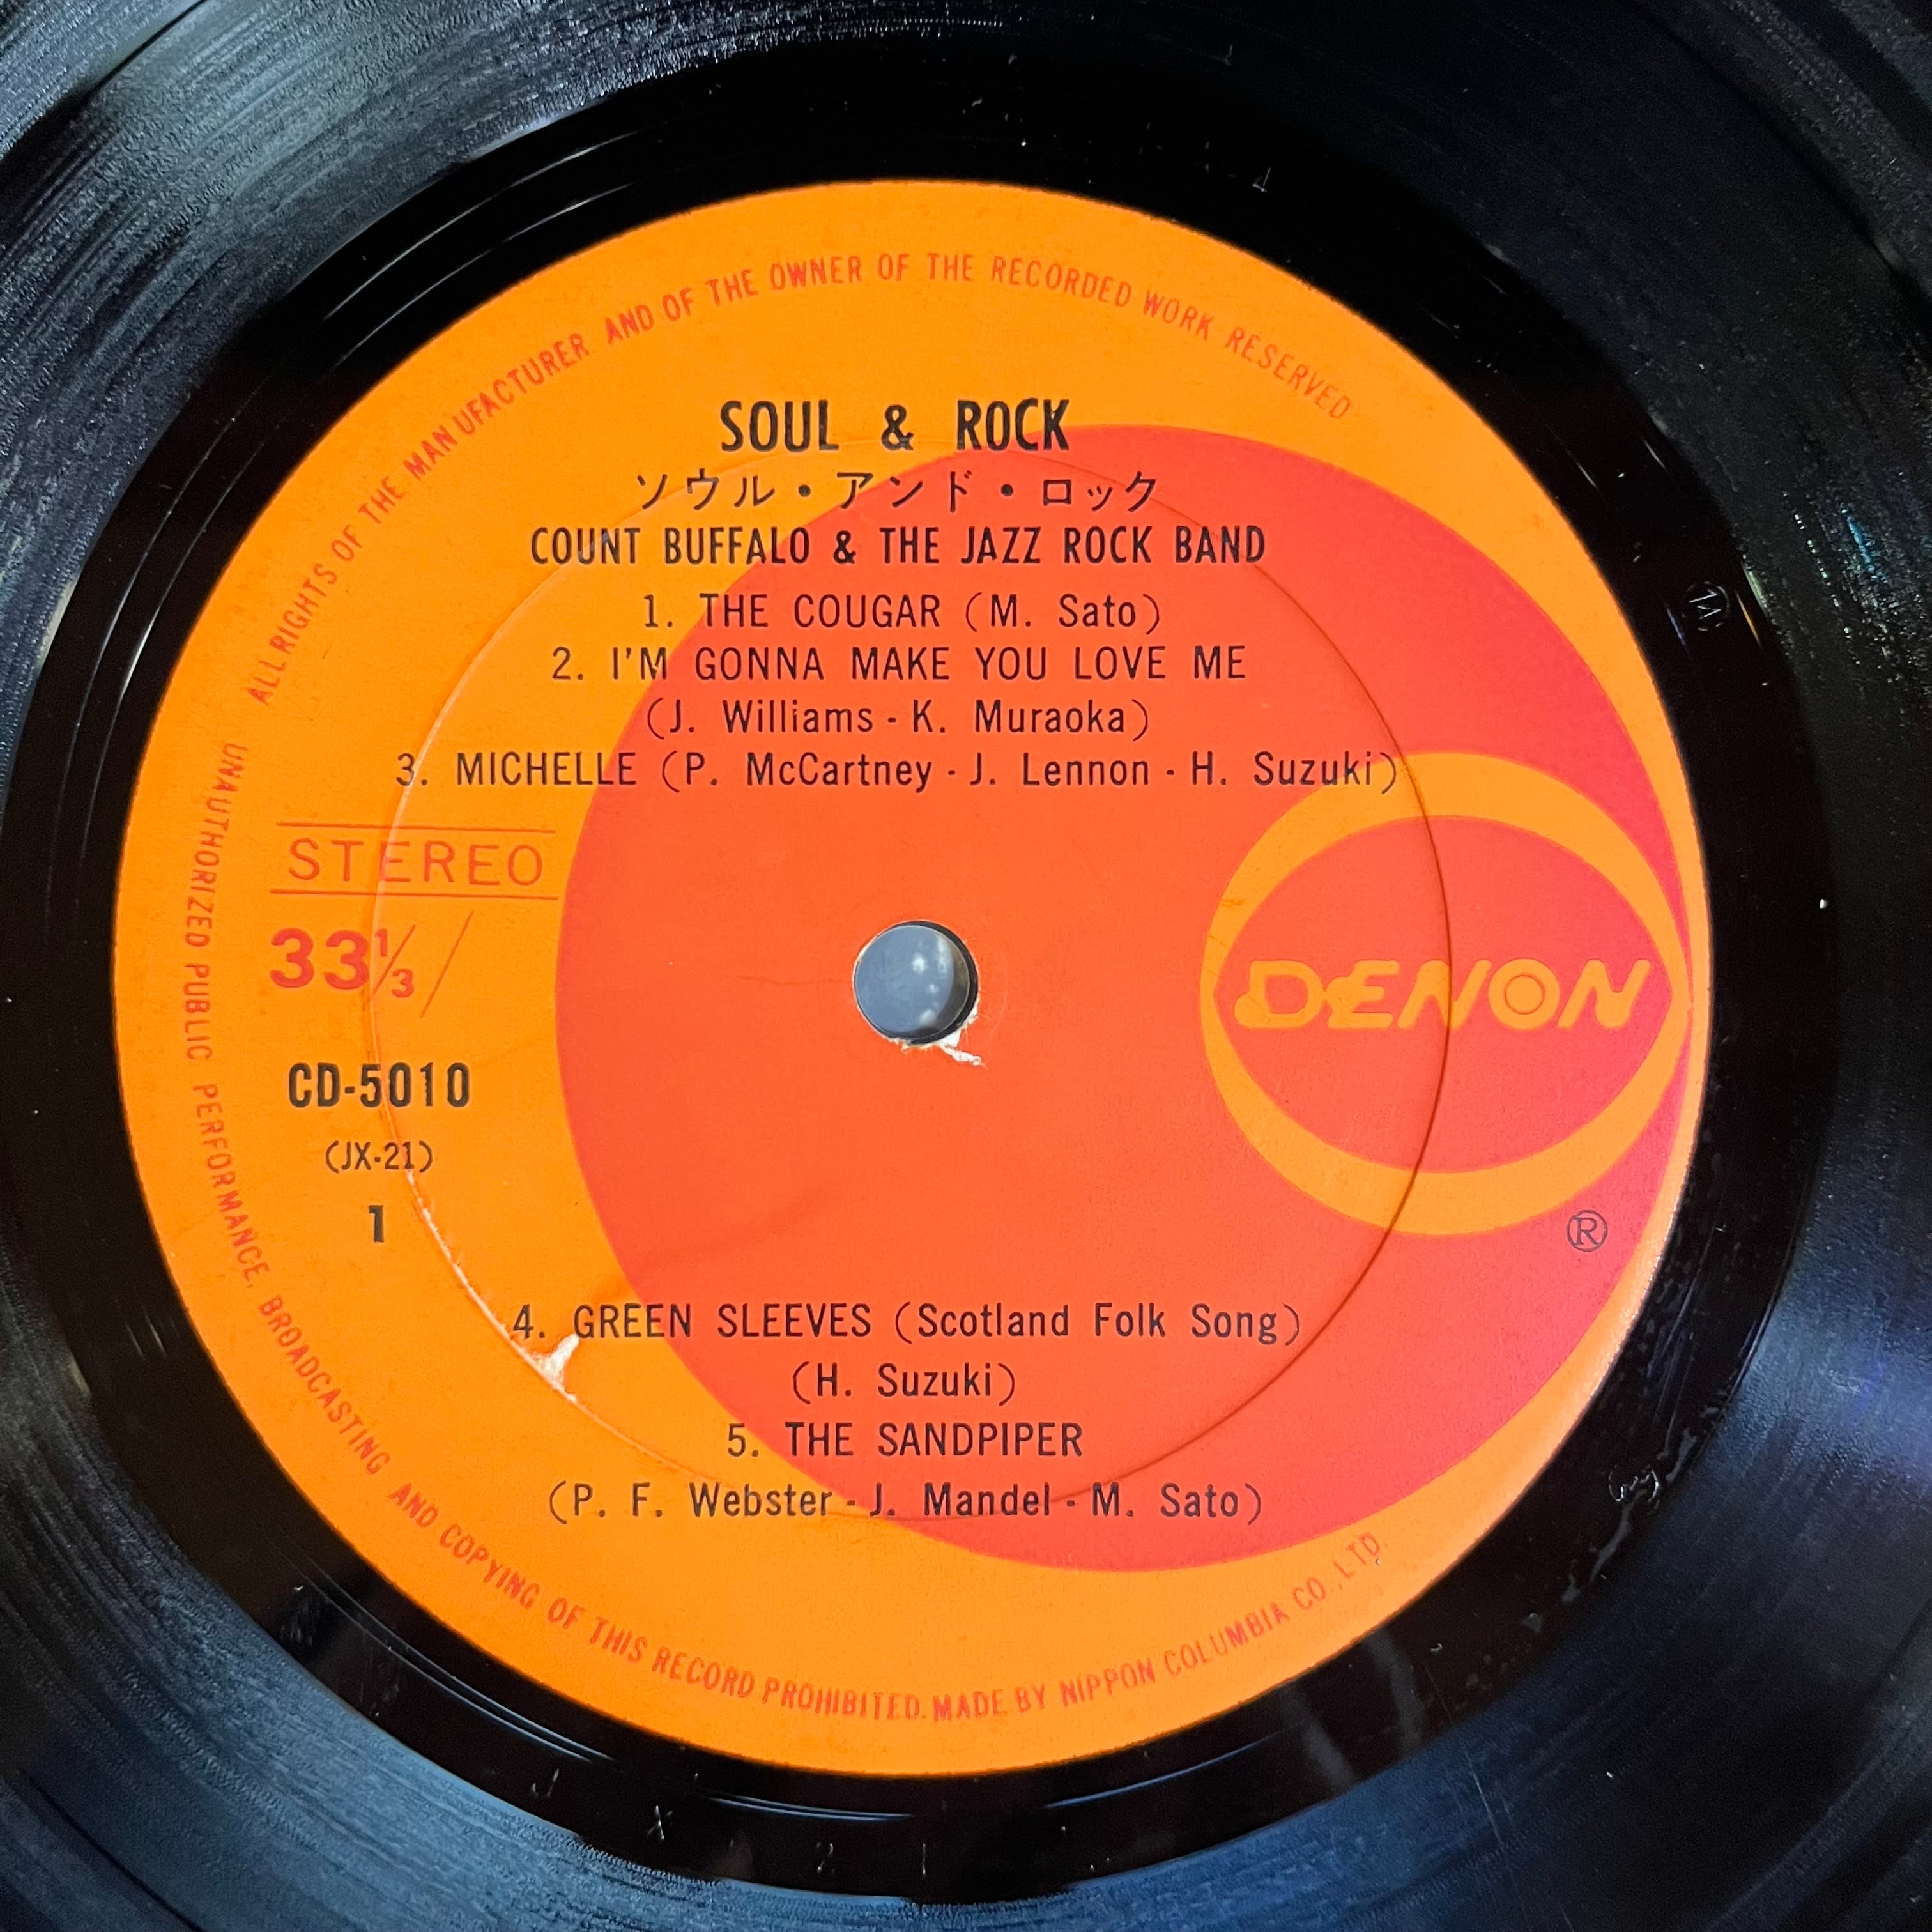 ALL RIGHTS OF THE MANUFACTURER AND OF THE OWNER OF THE RECORDED WORK RESERVED
SOUL & ROCK
ソウル・アンド・ロック
COUNT BUFFALO & THE JAZZ ROCK BAND
1. THE COUGAR (M. Sato)
2. I'M GONNA MAKE YOU LOVE ME
(J. Williams - K. Muraoka)
3. MICHELLE (P. McCartney - J. Lennon - H. Suzuki)
STEREO
33⅓
DENON
®
CD-5010
(JX-21)
1
4. GREEN SLEEVES (Scotland Folk Song)
(H. Suzuki)
5. THE SANDPIPER
(P. F. Webster - J. Mandel - M. Sato)
UNAUTHORIZED PUBLIC PERFORMANCE, BROADCASTING AND COPYING OF THIS RECORD PROHIBITED. MADE BY NIPPON COLUMBIA CO., LTD.
J X 2 1
14